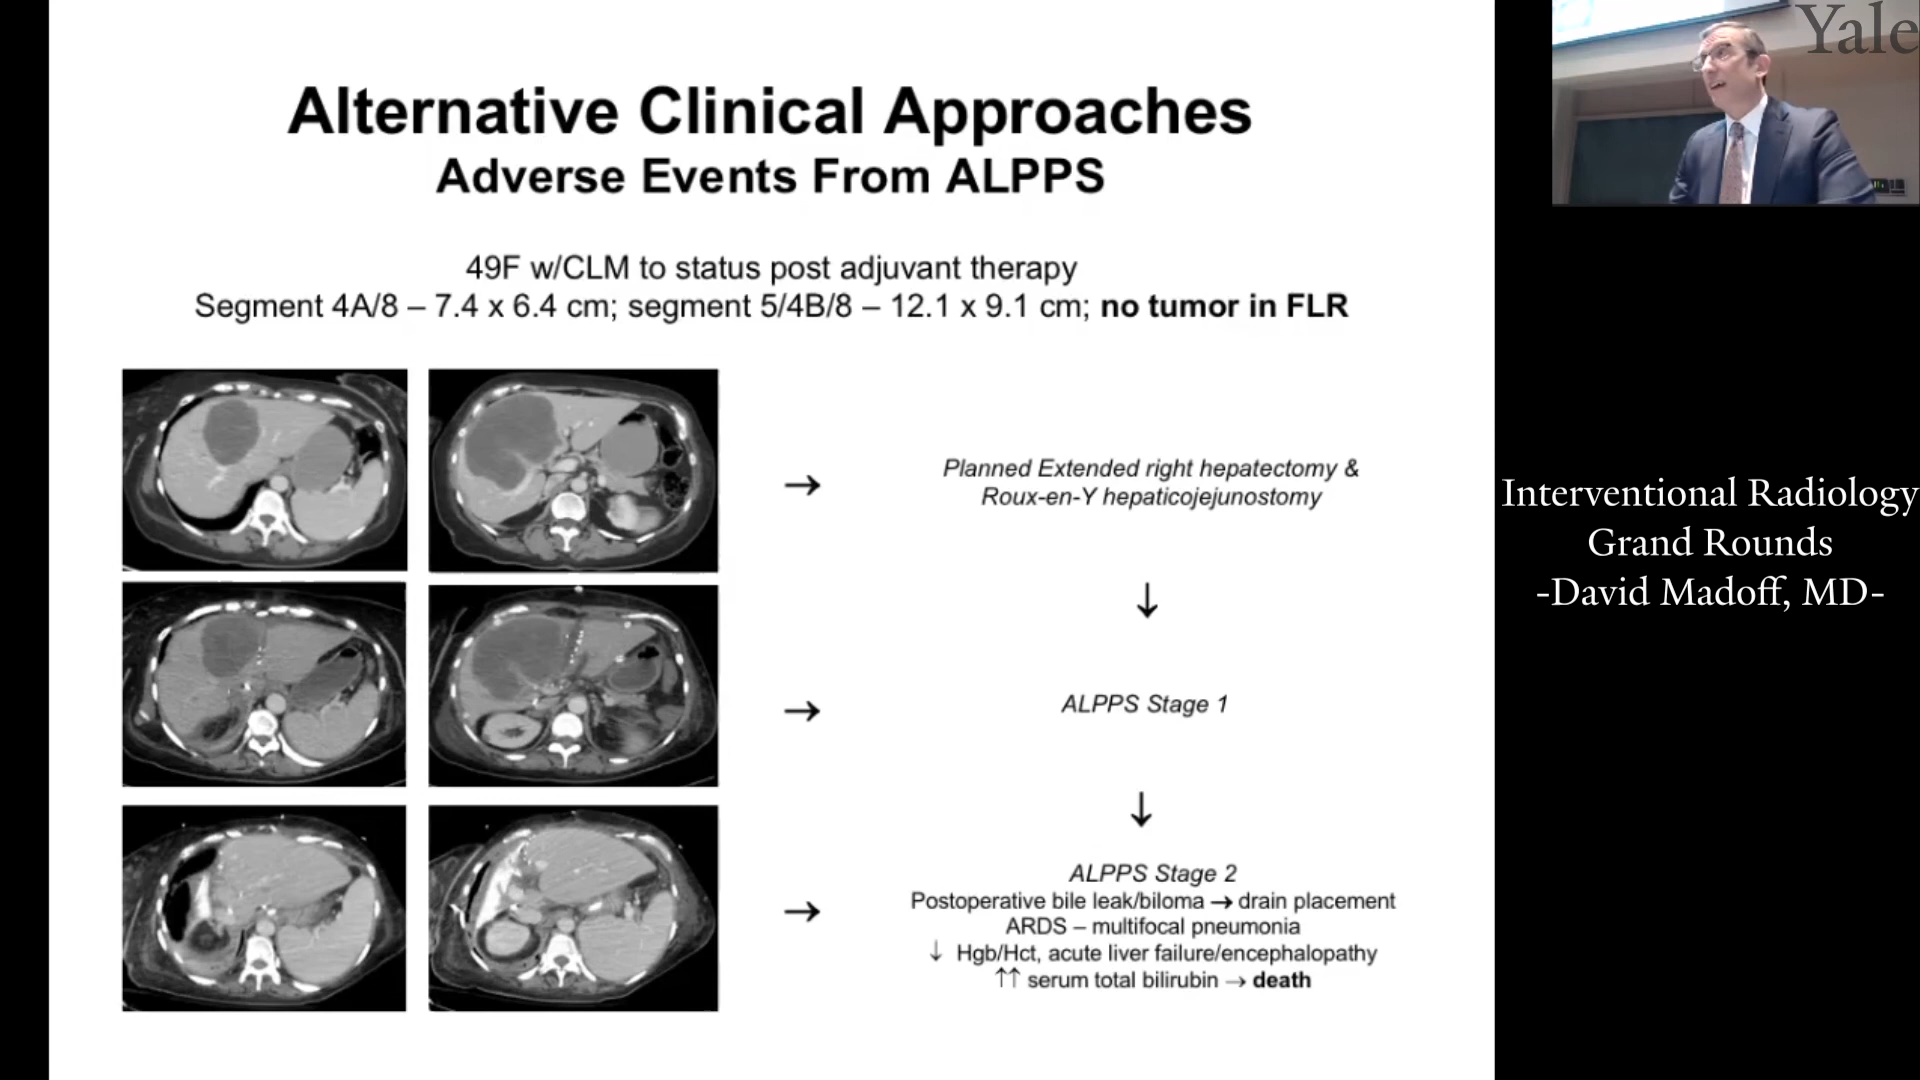 Alternative Clinical Approaches
Adverse Events From ALPPS
49F w/CLM to status post adjuvant therapy
Segment 4A/8 – 7.4 x 6.4 cm; segment 5/4B/8 – 12.1 x 9.1 cm; no tumor in FLR
→ Planned Extended right hepatectomy &
Roux-en-Y hepaticojejunostomy
↓
→ ALPPS Stage 1
↓
ALPPS Stage 2
Postoperative bile leak/biloma → drain placement
→ ARDS – multifocal pneumonia
↓ Hgb/Hct, acute liver failure/encephalopathy
↑↑ serum total bilirubin → death
Yale
Interventional Radiology
Grand Rounds
-David Madoff, MD-